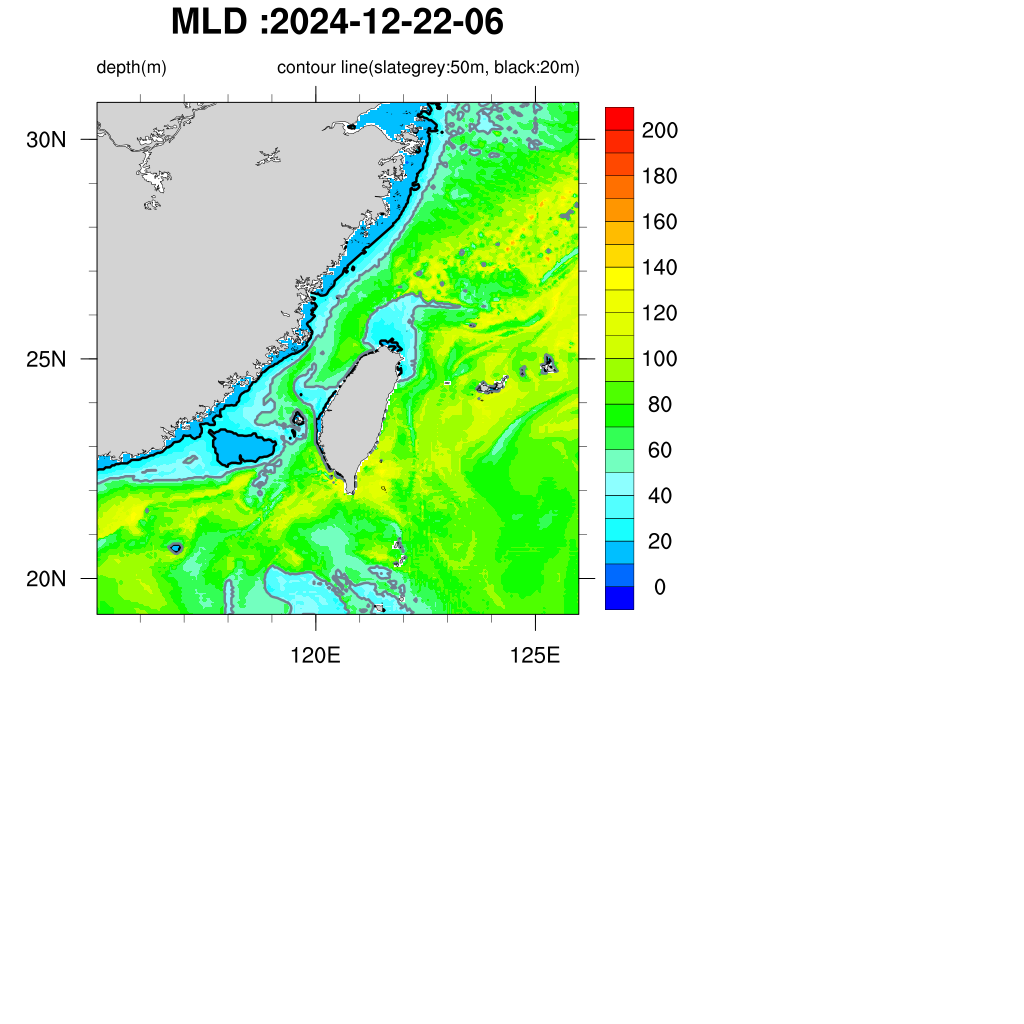 MLD :2024-12-22-06
depth(m)
contour line(slategrey:50m, black:20m)
30N
25N
20N
120E
125E
200
180
160
140
120
100
80
60
40
20
0